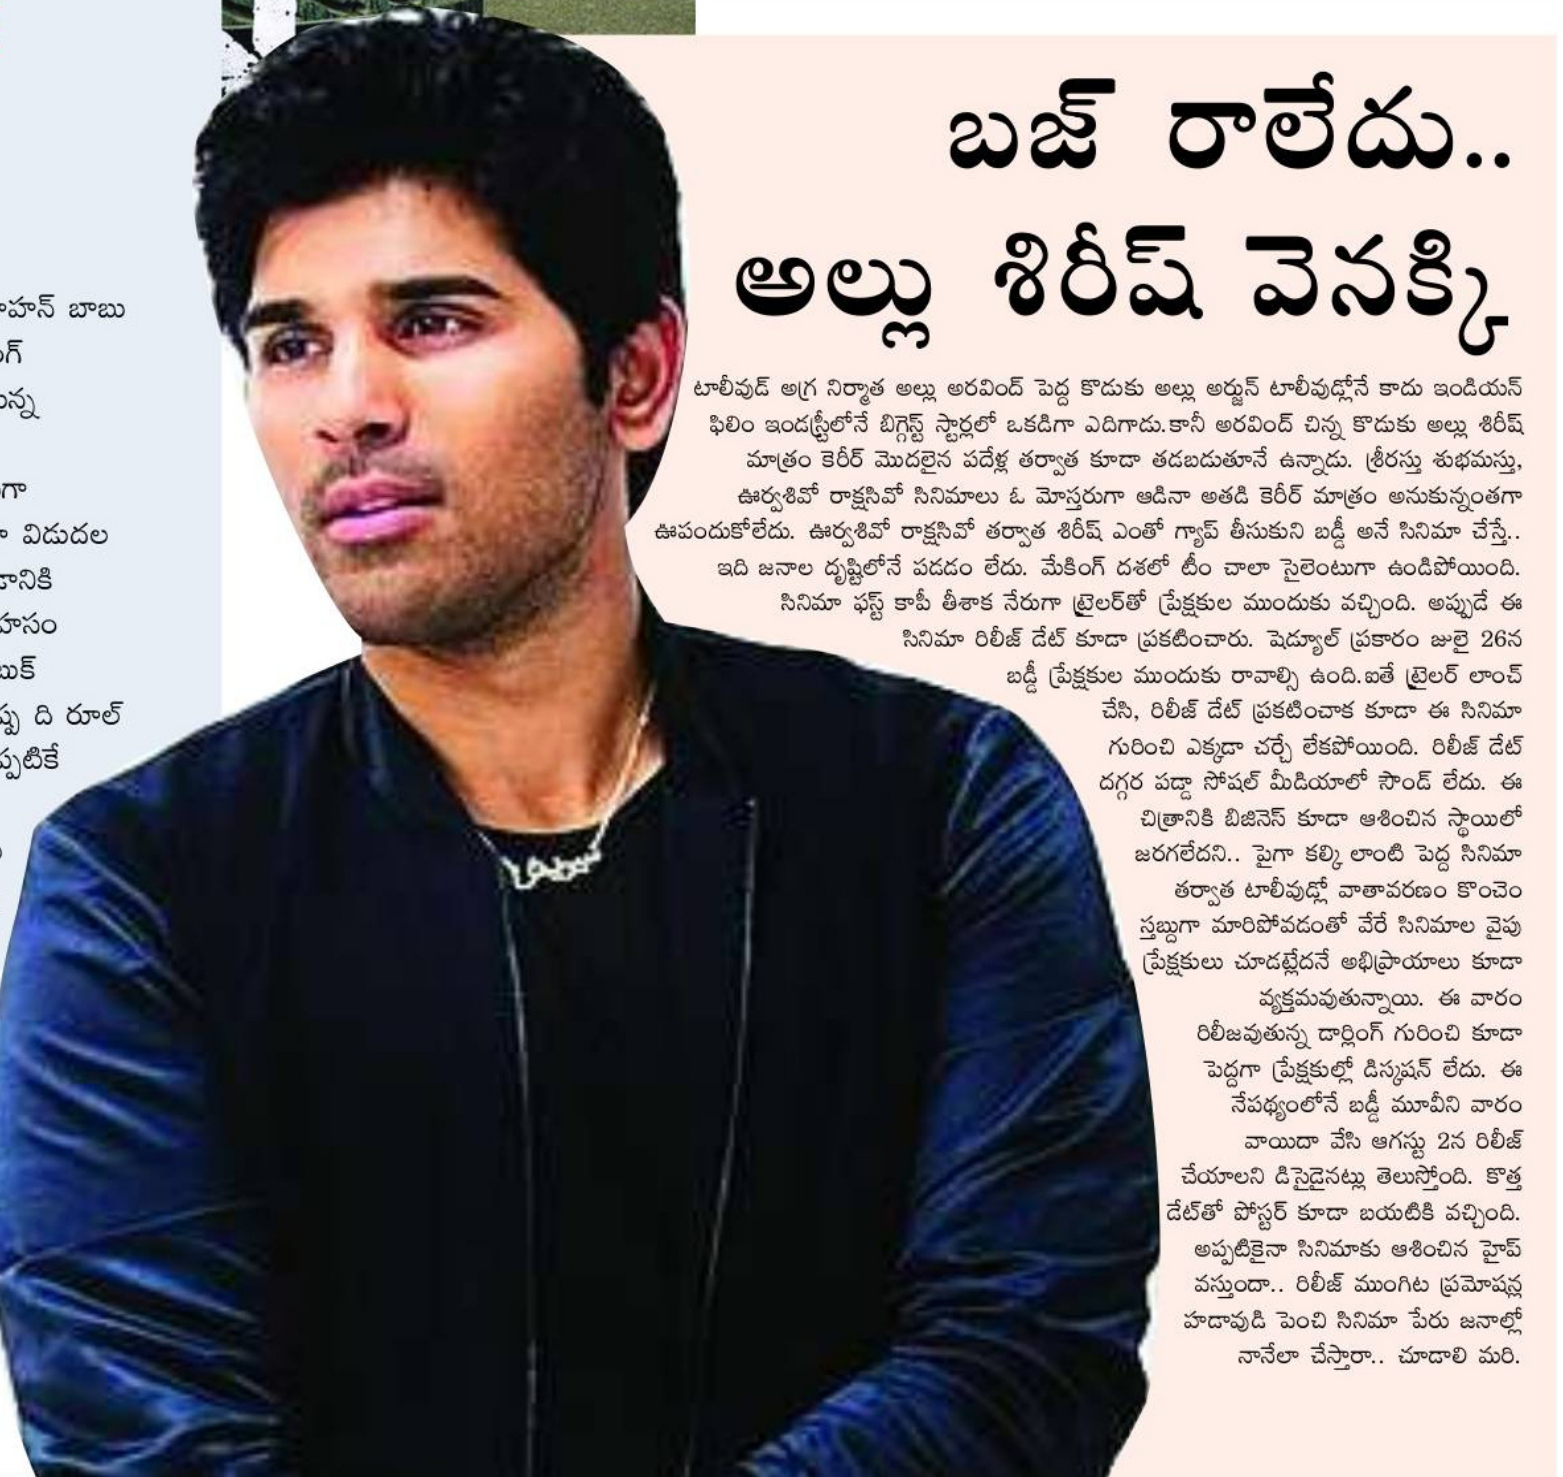 బజ్ రాలేదు..
అల్లు శిరీష్ వెనక్కి
టాలీవుడ్ అగ్ర నిర్మాత అల్లు అరవింద్ పెద్ద కొడుకు అల్లు అర్జున్ టాలీవుడ్లోనే కాదు ఇండియన్
ఫిలిం ఇండస్ట్రీలోనే బిగ్గెస్ట్ స్టార్లలో ఒకడిగా ఎదిగాడు.కానీ అరవింద్ చిన్న కొడుకు అల్లు శిరీష్
మాత్రం కెరీర్ మొదలైన పదేళ్ల తర్వాత కూడా తడబడుతూనే ఉన్నాడు. శ్రీరస్తు శుభమస్తు,
ఊర్వశివో రాక్షసివో సినిమాలు ఓ మోస్తరుగా ఆడినా అతడి కెరీర్ మాత్రం అనుకున్నంతగా
ఊపందుకోలేదు. ఊర్వశివో రాక్షసివో తర్వాత శిరీష్ ఎంతో గ్యాప్ తీసుకుని బడ్డీ అనే సినిమా చేస్తే..
ఇది జనాల దృష్టిలోనే పడడం లేదు. మేకింగ్ దశలో టీం చాలా సైలెంటుగా ఉండిపోయింది.
సినిమా ఫస్ట్ కాపీ తీశాక నేరుగా ట్రైలర్‌తో ప్రేక్షకుల ముందుకు వచ్చింది. అప్పుడే ఈ
సినిమా రిలీజ్ డేట్ కూడా ప్రకటించారు. షెడ్యూల్ ప్రకారం జులై 26న
బడ్డీ ప్రేక్షకుల ముందుకు రావాల్సి ఉంది.ఐతే ట్రైలర్ లాంచ్
చేసి, రిలీజ్ డేట్ ప్రకటించాక కూడా ఈ సినిమా
గురించి ఎక్కడా చర్చే లేకపోయింది. రిలీజ్ డేట్
దగ్గర పడ్డా సోషల్ మీడియాలో సౌండ్ లేదు. ఈ
చిత్రానికి బిజినెస్ కూడా ఆశించిన స్థాయిలో
జరగలేదని.. పైగా కల్కి లాంటి పెద్ద సినిమా
తర్వాత టాలీవుడ్లో వాతావరణం కొంచెం
స్తబ్దుగా మారిపోవడంతో వేరే సినిమాల వైపు
ప్రేక్షకులు చూడట్లేదనే అభిప్రాయాలు కూడా
వ్యక్తమవుతున్నాయి. ఈ వారం
రిలీజవుతున్న డార్లింగ్ గురించి కూడా
పెద్దగా ప్రేక్షకుల్లో డిస్కషన్ లేదు. ఈ
నేపథ్యంలోనే బడ్డీ మూవీని వారం
వాయిదా వేసి ఆగస్టు 2న రిలీజ్
చేయాలని డిసైడైనట్లు తెలుస్తోంది. కొత్త
డేట్‌తో పోస్టర్ కూడా బయటికి వచ్చింది.
అప్పటికైనా సినిమాకు ఆశించిన హైప్
వస్తుందా.. రిలీజ్ ముంగిట ప్రమోషన్ల
హడావుడి పెంచి సినిమా పేరు జనాల్లో
నానేలా చేస్తారా.. చూడాలి మరి.
బాబు
విడుదల
ది రూల్